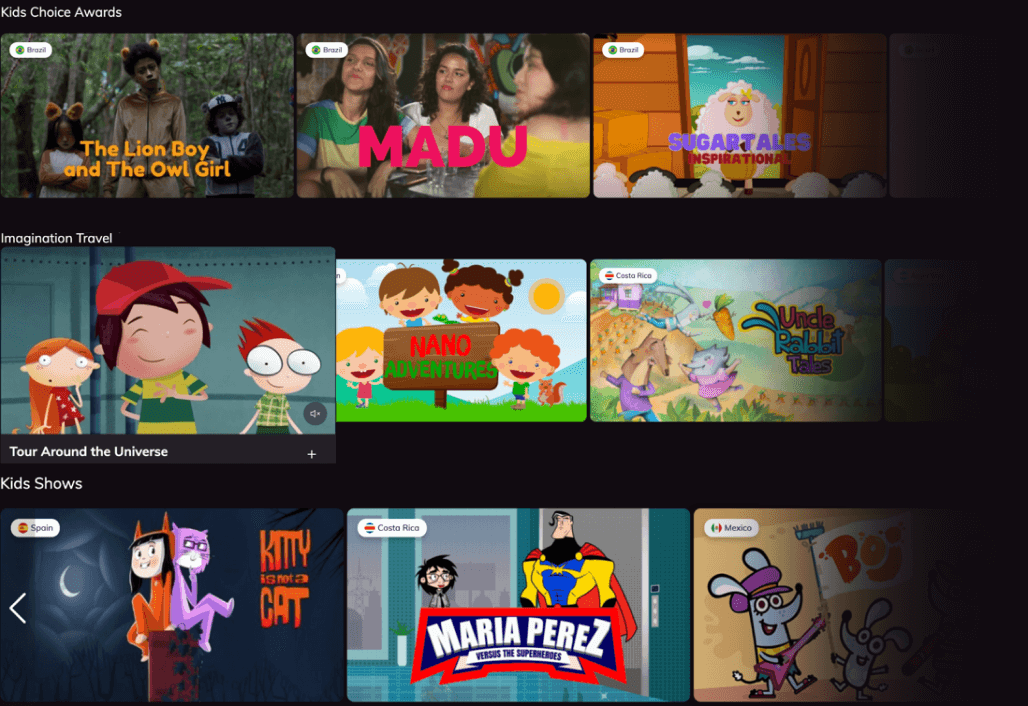 Kids Choice Awards
Brazil
Brazil
Brazil
The Lion Boy
and The Owl Girl
MADU
SUGARTALES
INSPIRATIONAL
Imagination Travel
Costa Rica
NANO
ADVENTURES
Uncle
Rabbit
Tales
Tour Around the Universe
+
Kids Shows
Spain
Costa Rica
Mexico
KITTY
is not a
CAT
MARIA PEREZ
VERSUS THE SUPERHEROES